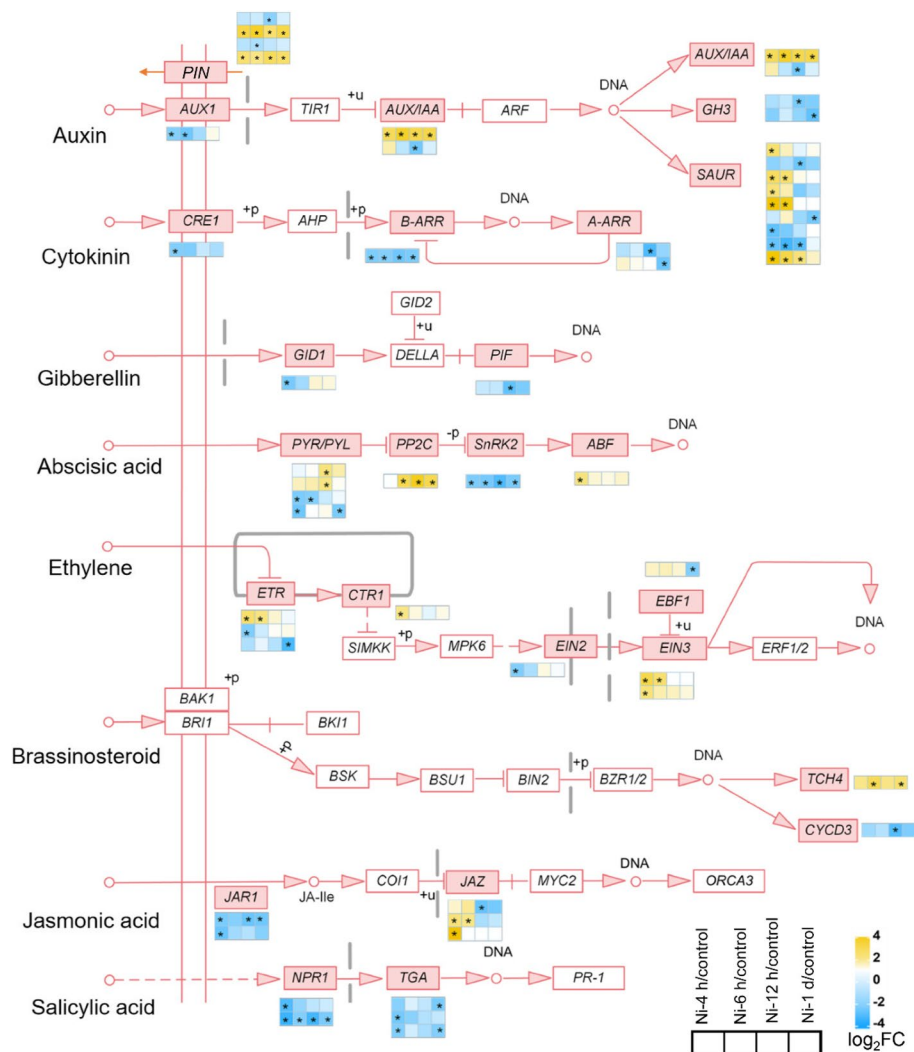 PIN
AUX1
+u
TIR1
AUX/IAA
ARF
DNA
AUX/IAA
GH3
SAUR
Auxin
CRE1
+p
AHP
+p
B-ARR
DNA
A-ARR
Cytokinin
GID2
+u
GID1
DELLA
PIF
DNA
Gibberellin
PYR/PYL
PP2C
-p
SnRK2
ABF
DNA
Abscisic acid
Ethylene
ETR
CTR1
SIMKK
+p
MPK6
EIN2
EBF1
+u
EIN3
ERF1/2
DNA
BAK1
+p
BRI1
BKI1
Brassinosteroid
+p
BSK
BSU1
BIN2
+p
BZR1/2
DNA
TCH4
CYCD3
JAR1
JA-Ile
COI1
+u
JAZ
MYC2
DNA
ORCA3
Jasmonic acid
NPR1
TGA
DNA
PR-1
Salicylic acid
Ni-4 h/control
Ni-6 h/control
Ni-12 h/control
Ni-1 d/control
4
2
0
-2
-4
log₂FC